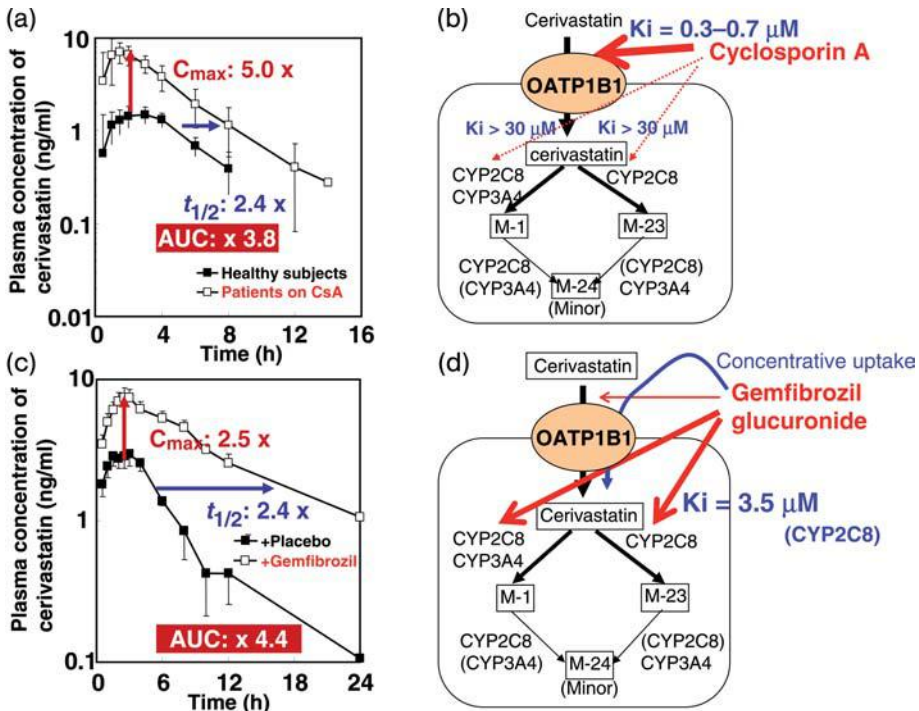 (a)
Plasma concentration of
cerivastatin (ng/ml)
10
1
0.1
0.01
Cmax: 5.0 x
t1/2: 2.4 x
AUC: x 3.8
Healthy subjects
Patients on CsA
0 4 8 12 16
Time (h)
(b)
Cerivastatin
Ki = 0.3–0.7 μM
Cyclosporin A
OATP1B1
Ki > 30 μM Ki > 30 μM
cerivastatin
CYP2C8
CYP3A4
CYP2C8
M-1 M-23
CYP2C8
(CYP3A4)
(CYP2C8)
CYP3A4
M-24
(Minor)
(c)
Plasma concentration of
cerivastatin (ng/ml)
10
1
0.1
Cmax: 2.5 x
t1/2: 2.4 x
+Placebo
+Gemfibrozil
AUC: x 4.4
0 4 8 12 16 20 24
Time (h)
(d)
Cerivastatin
Concentrative uptake
Gemfibrozil
glucuronide
OATP1B1
Ki = 3.5 μM
(CYP2C8)
Cerivastatin
CYP2C8
CYP3A4
CYP2C8
M-1 M-23
CYP2C8
(CYP3A4)
(CYP2C8)
CYP3A4
M-24
(Minor)